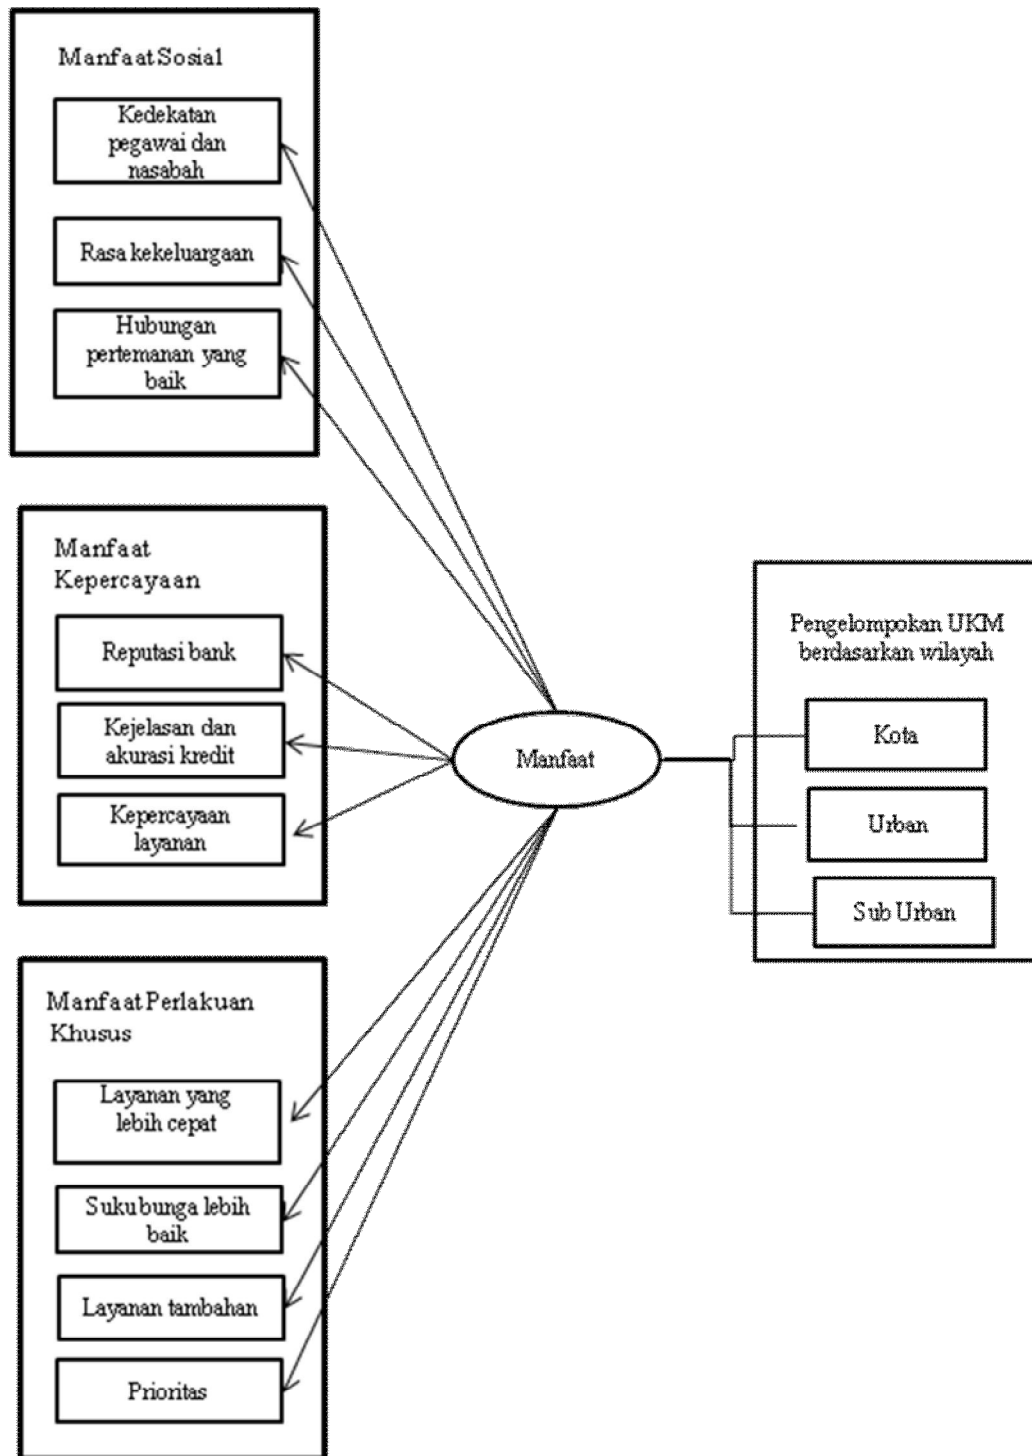 Manfaat Sosial
Kedekatan
pegawai dan
nasabah
Rasa kekeluargaan
Hubungan
pertemanan yang
baik
Manfaat
Kepercayaan
Reputasi bank
Kejelasan dan
akurasi kredit
Kepercayaan
layanan
Manfaat Perlakuan
Khusus
Layanan yang
lebih cepat
Suku bunga lebih
baik
Layanan tambahan
Prioritas
Manfaat
Pengelompokan UKM
berdasarkan wilayah
Kota
Urban
Sub Urban